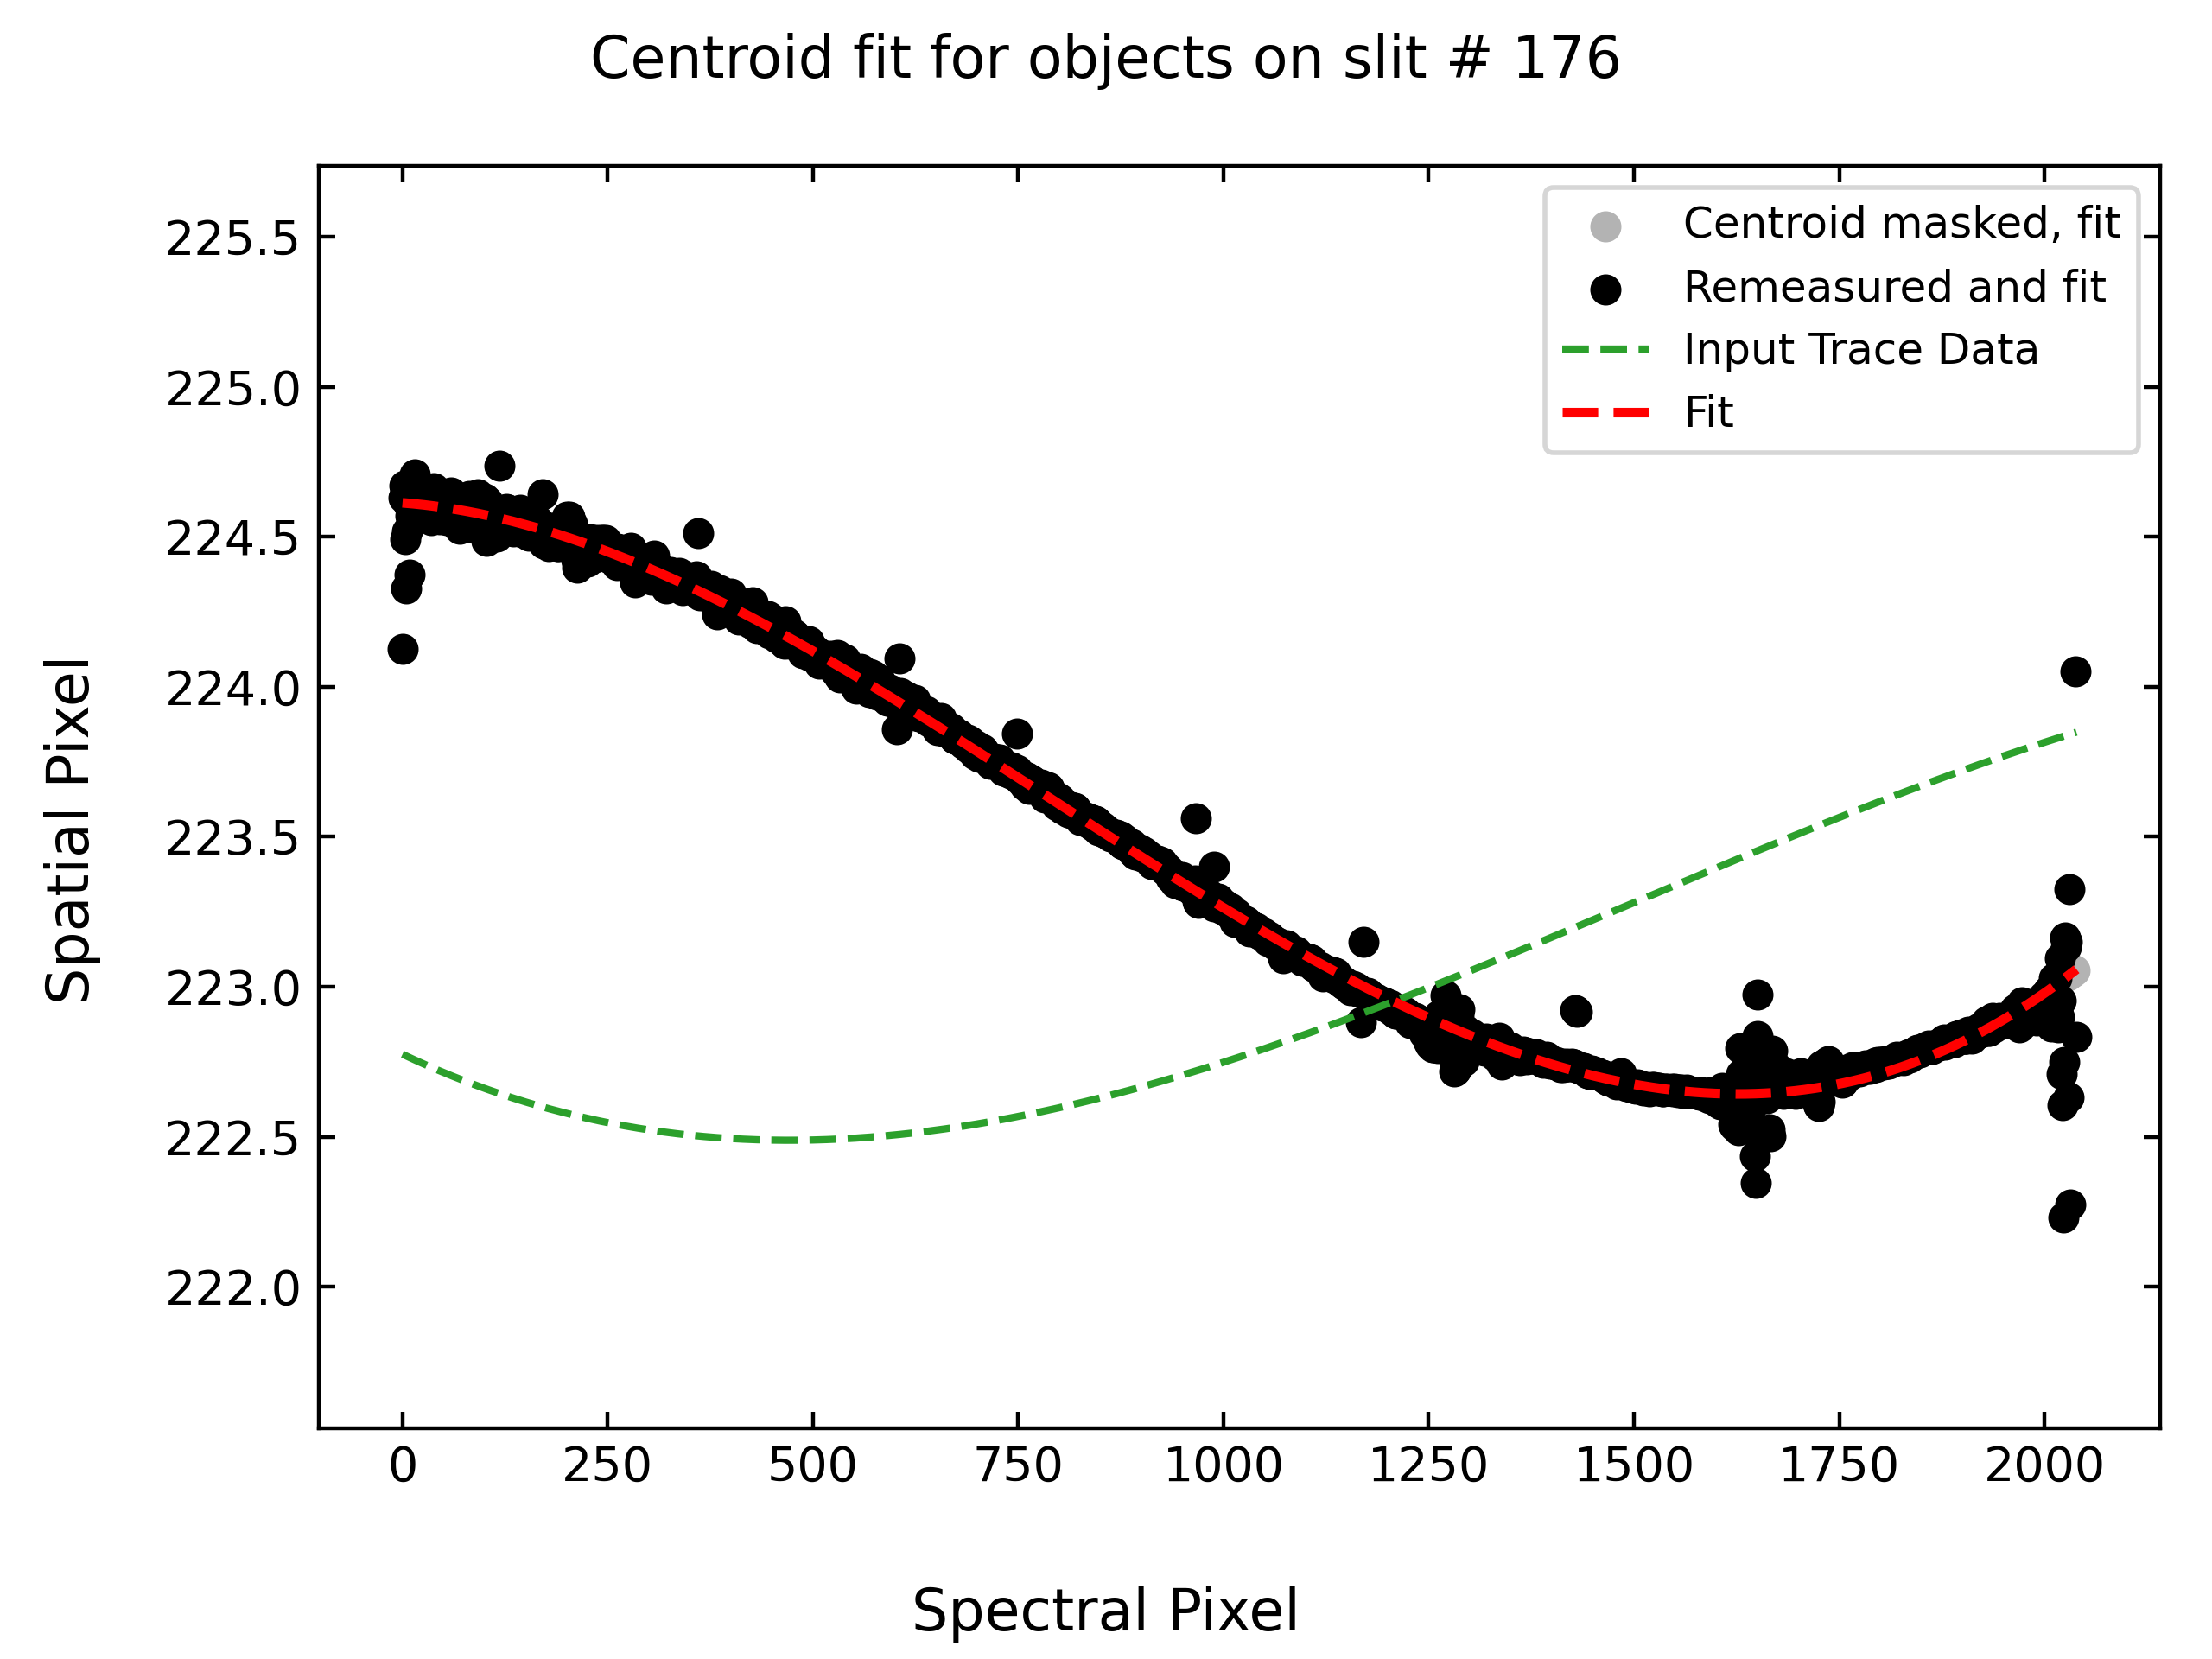 Centroid fit for objects on slit # 176
Centroid masked, fit
Remeasured and fit
Input Trace Data
Fit
225.5
225.0
224.5
224.0
223.5
223.0
222.5
222.0
Spatial Pixel
0 250 500 750 1000 1250 1500 1750 2000
Spectral Pixel